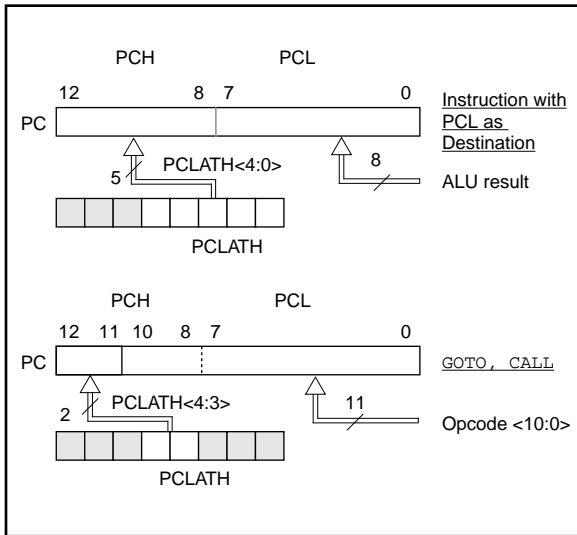 PCH PCL
12 8 7 0
PC
Instruction with
PCL as
Destination
5 PCLATH<4:0>
8
ALU result
PCLATH
PCH PCL
12 11 10 8 7 0
PC
GOTO, CALL
2 PCLATH<4:3>
11
Opcode <10:0>
PCLATH